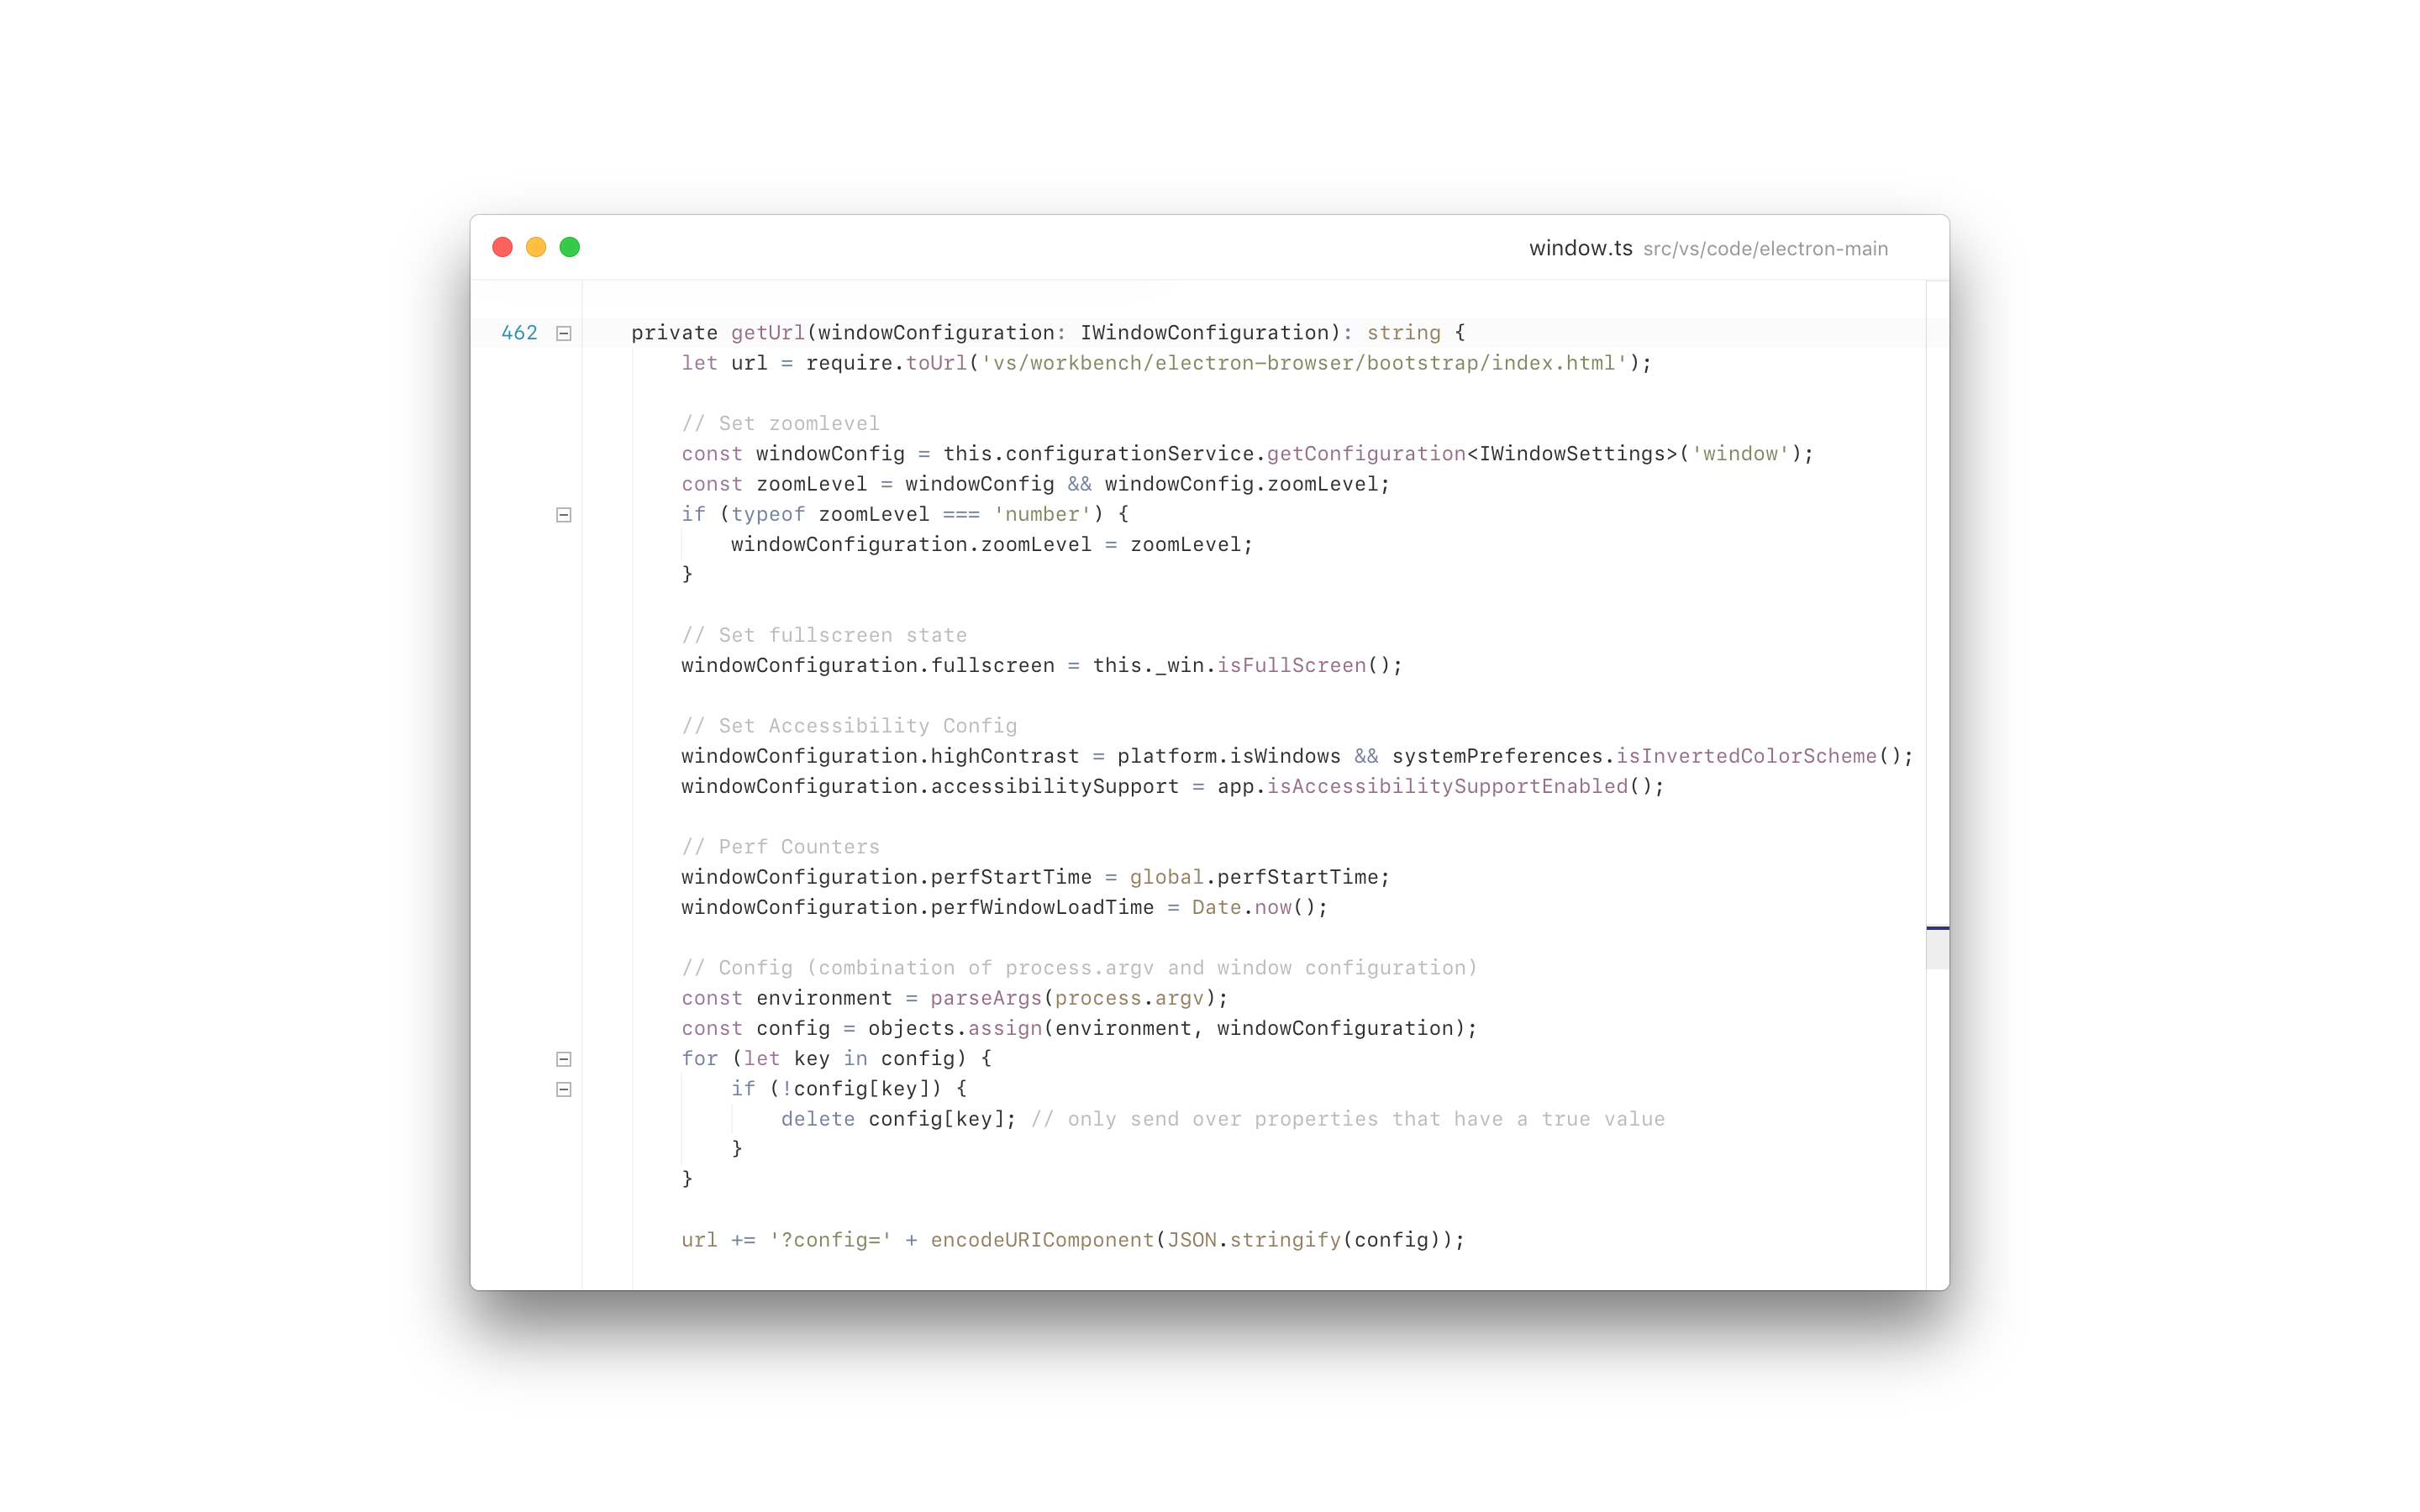 window.ts src/vs/code/electron-main
462 private getUrl(windowConfiguration: IWindowConfiguration): string {
let url = require.toUrl('vs/workbench/electron-browser/bootstrap/index.html');
// Set zoomlevel
const windowConfig = this.configurationService.getConfiguration<IWindowSettings>('window');
const zoomLevel = windowConfig && windowConfig.zoomLevel;
if (typeof zoomLevel === 'number') {
windowConfiguration.zoomLevel = zoomLevel;
}
// Set fullscreen state
windowConfiguration.fullscreen = this._win.isFullScreen();
// Set Accessibility Config
windowConfiguration.highContrast = platform.isWindows && systemPreferences.isInvertedColorScheme();
windowConfiguration.accessibilitySupport = app.isAccessibilitySupportEnabled();
// Perf Counters
windowConfiguration.perfStartTime = global.perfStartTime;
windowConfiguration.perfWindowLoadTime = Date.now();
// Config (combination of process.argv and window configuration)
const environment = parseArgs(process.argv);
const config = objects.assign(environment, windowConfiguration);
for (let key in config) {
if (!config[key]) {
delete config[key]; // only send over properties that have a true value
}
}
url += '?config=' + encodeURIComponent(JSON.stringify(config));